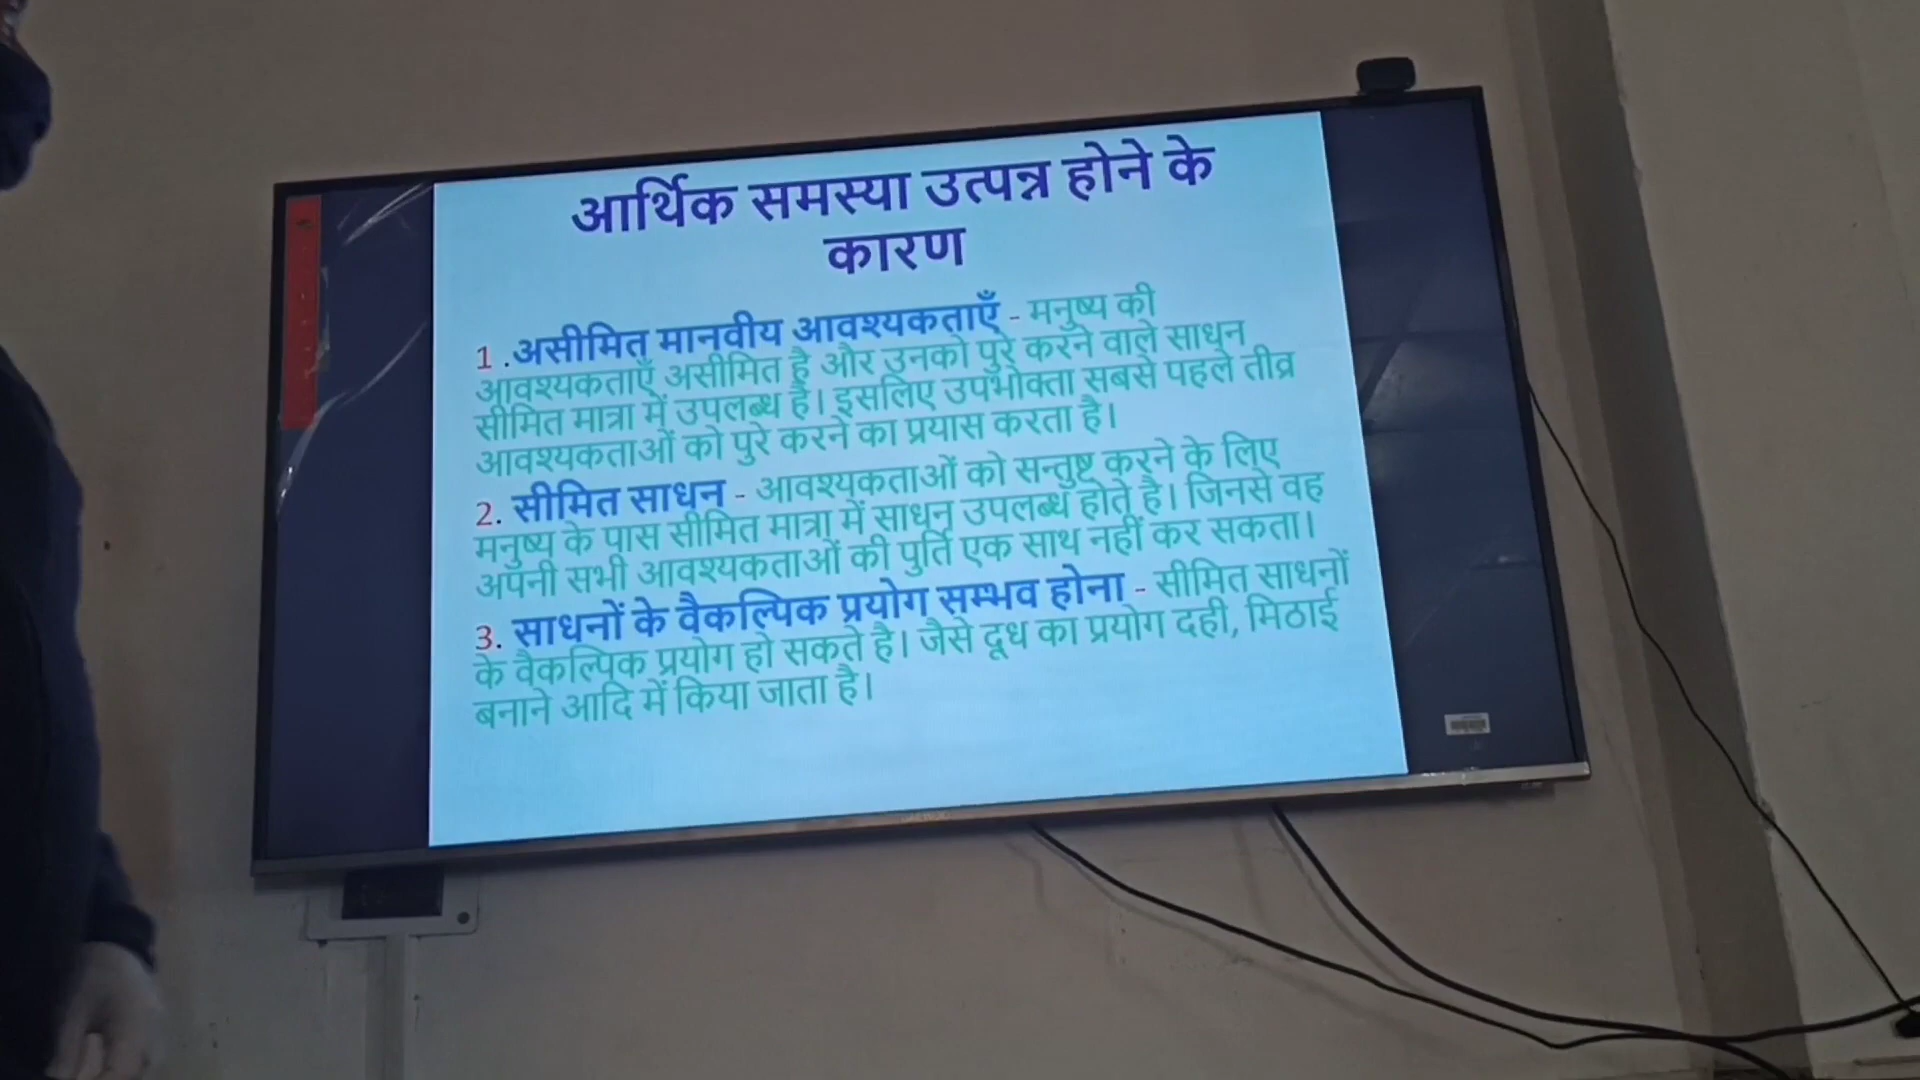 आर्थिक समस्या उत्पन्न होने के
कारण
1 .असीमित मानवीय आवश्यकताएँ - मनुष्य की
आवश्यकताएँ असीमित है और उनको पुरे करने वाले साधन
सीमित मात्रा में उपलब्ध है। इसलिए उपभोक्ता सबसे पहले तीव्र
आवश्यकताओं को पुरे करने का प्रयास करता है।
2. सीमित साधन - आवश्यकताओं को सन्तुष्ट करने के लिए
मनुष्य के पास सीमित मात्रा में साधन उपलब्ध होते है। जिनसे वह
अपनी सभी आवश्यकताओं की पुर्ति एक साथ नहीं कर सकता।
3. साधनों के वैकल्पिक प्रयोग सम्भव होना - सीमित साधनों
के वैकल्पिक प्रयोग हो सकते है। जैसे दूध का प्रयोग दही, मिठाई
बनाने आदि में किया जाता है।